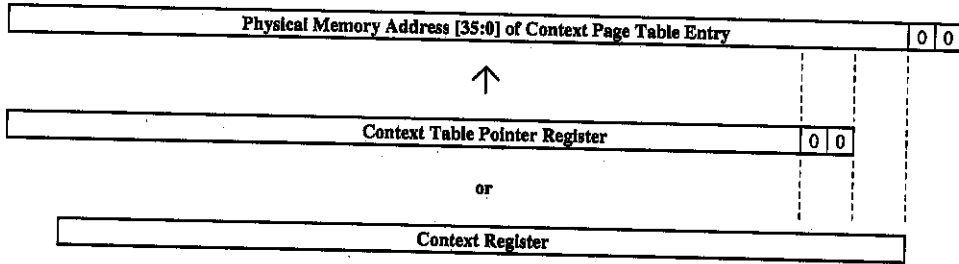 Physical Memory Address [35:0] of Context Page Table Entry 0 0
Context Table Pointer Register 0 0
or
Context Register